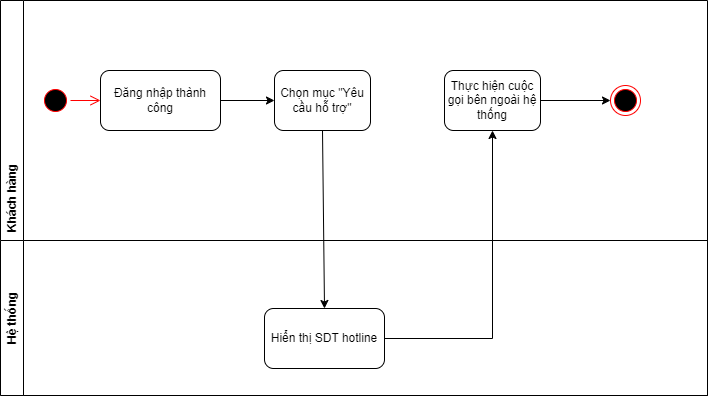 Khách hàng
Đăng nhập thành
công
Chọn mục "Yêu
cầu hỗ trợ"
Thực hiện cuộc
gọi bên ngoài hệ
thống
Hệ thống
Hiển thị SDT hotline